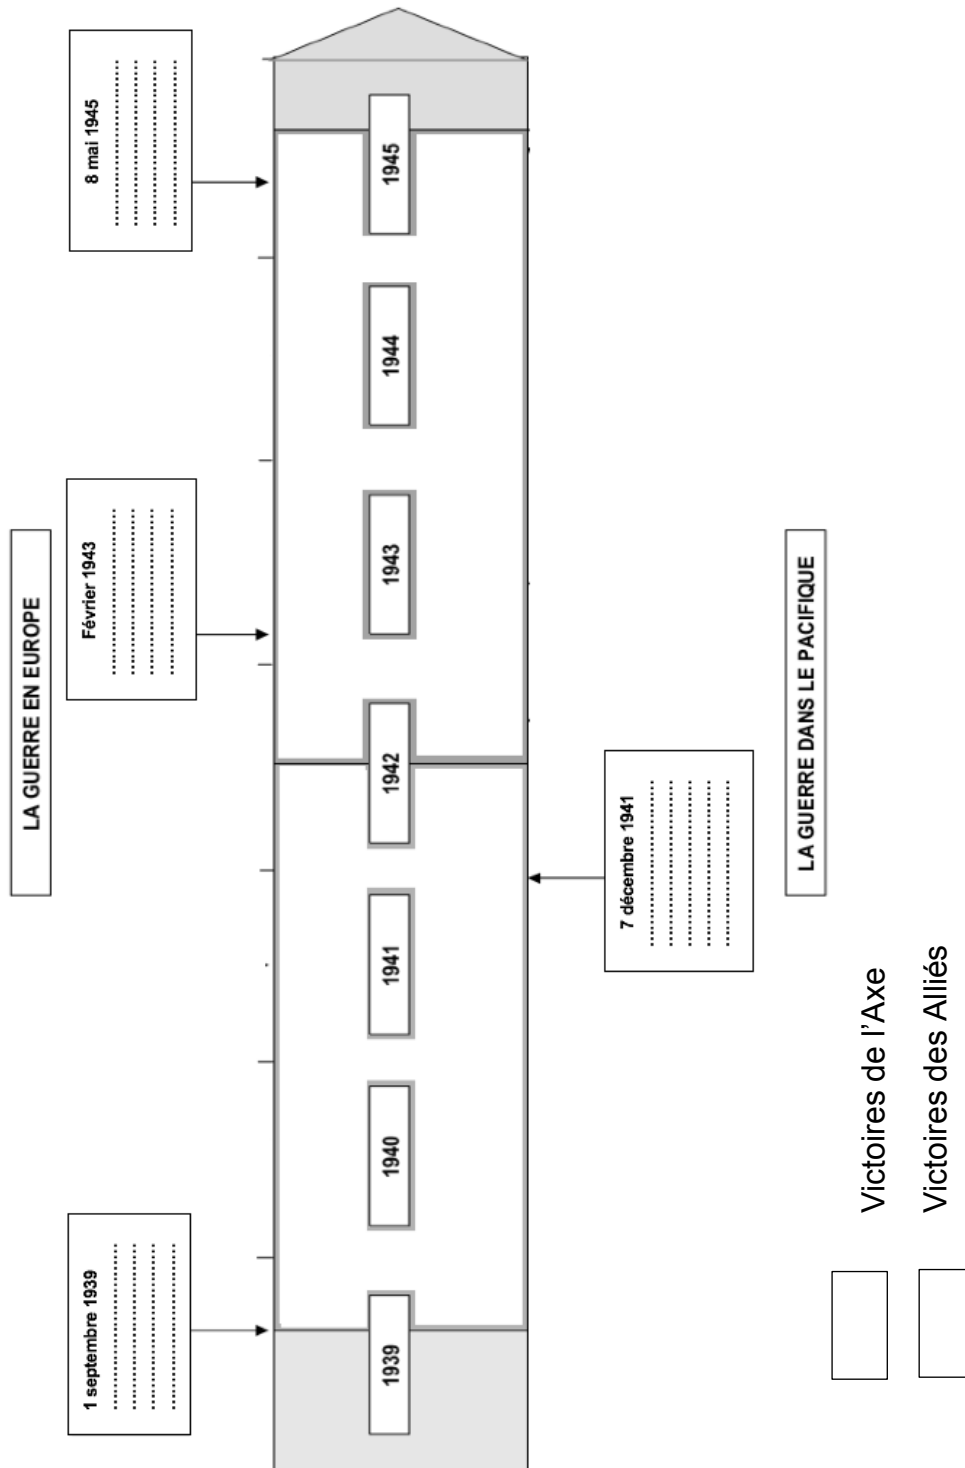 LA GUERRE EN EUROPE
1 septembre 1939
Février 1943
8 mai 1945
1939
1940
1941
1942
1943
1944
1945
7 décembre 1941
LA GUERRE DANS LE PACIFIQUE
Victoires de l’Axe
Victoires des Alliés